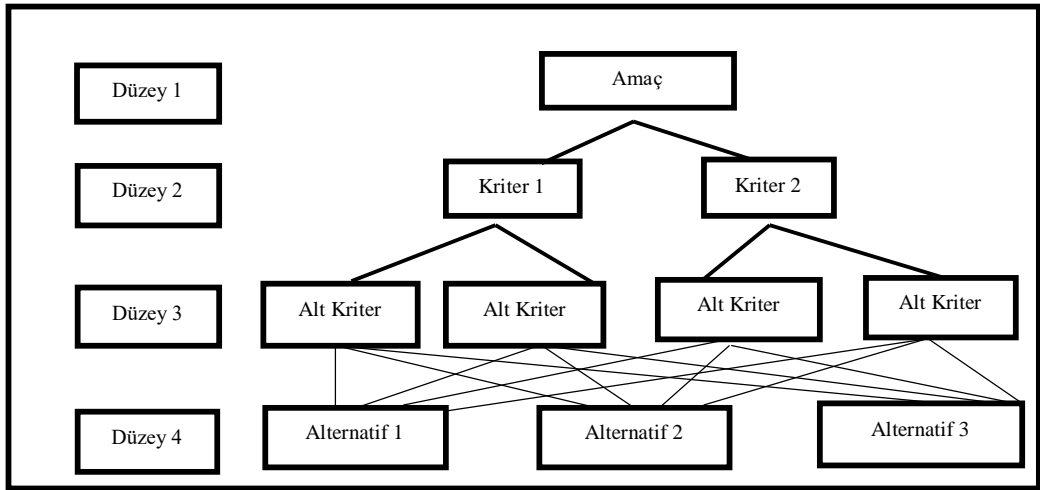 Düzey 1
Amaç
Düzey 2
Kriter 1
Kriter 2
Düzey 3
Alt Kriter
Alt Kriter
Alt Kriter
Alt Kriter
Düzey 4
Alternatif 1
Alternatif 2
Alternatif 3